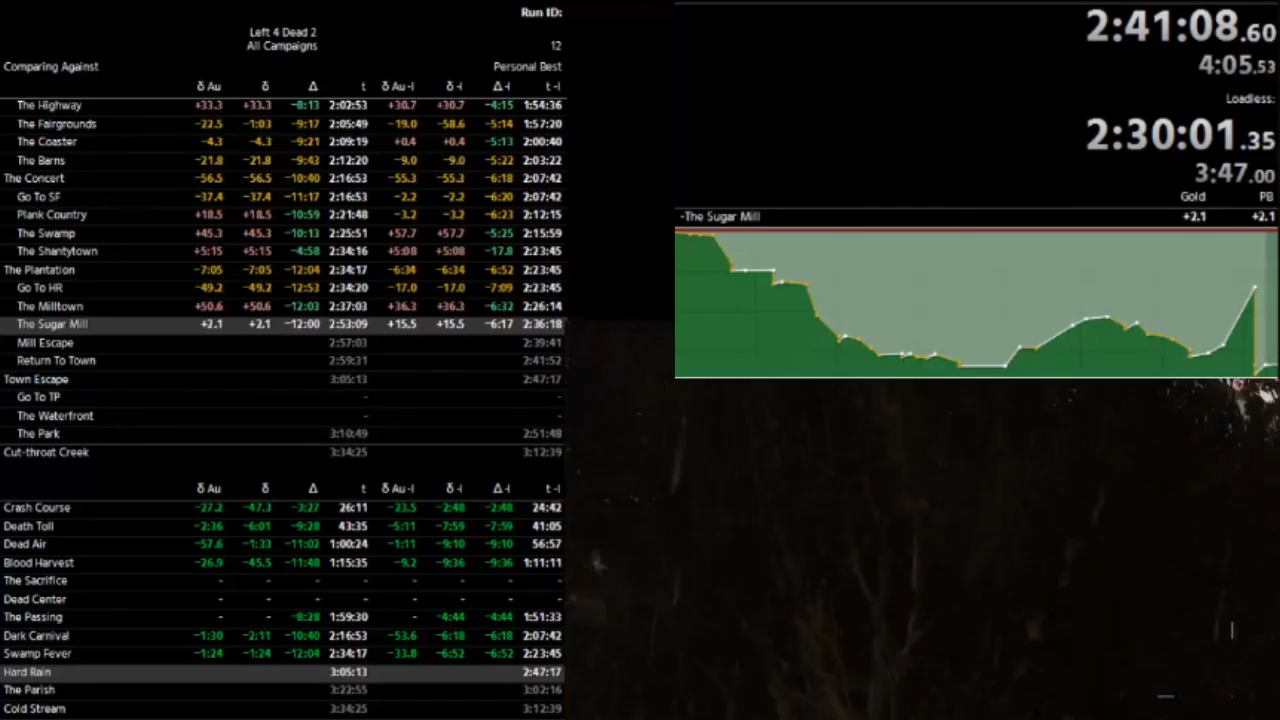 Run ID:
Left 4 Dead 2
All Campaigns 12
Comparing Against Personal Best
δ Au δ Δ t δ Au-I δ -I Δ -I t -I
The Highway +33.3 +33.3 −8:13 2:02:53 +30.7 +30.7 −4:15 1:54:36
The Fairgrounds −22.5 −1:03 −9:17 2:05:49 −19.0 −58.6 −5:14 1:57:20
The Coaster −4.3 −4.3 −9:21 2:09:19 +0.4 +0.4 −5:13 2:00:40
The Barns −21.8 −21.8 −9:43 2:12:20 −9.0 −9.0 −5:22 2:03:22
The Concert −56.5 −56.5 −10:40 2:16:53 −55.3 −55.3 −6:18 2:07:42
Go To SF −37.4 −37.4 −11:17 2:16:53 −2.2 −2.2 −6:20 2:07:42
Plank Country +18.5 +18.5 −10:59 2:21:48 −3.2 −3.2 −6:23 2:12:15
The Swamp +45.3 +45.3 −10:13 2:25:51 +57.7 +57.7 −5:25 2:15:59
The Shantytown +5:15 +5:15 −4:58 2:34:16 +5:08 +5:08 −17.8 2:23:45
The Plantation −7:05 −7:05 −12:04 2:34:17 −6:34 −6:34 −6:52 2:23:45
Go To HR −49.2 −49.2 −12:53 2:34:20 −17.0 −17.0 −7:09 2:23:45
The Milltown +50.6 +50.6 −12:03 2:37:03 +36.3 +36.3 −6:32 2:26:14
The Sugar Mill +2.1 +2.1 −12:00 2:53:09 +15.5 +15.5 −6:17 2:36:18
Mill Escape 2:57:03 2:39:41
Return To Town 2:59:31 2:41:52
Town Escape 3:05:13 2:47:17
Go To TP - -
The Waterfront - -
The Park 3:10:49 2:51:48
Cut-throat Creek 3:34:25 3:12:39
δ Au δ Δ t δ Au-I δ -I Δ -I t -I
Crash Course −27.2 −47.3 −3:27 26:11 −23.5 −2:48 −2:48 24:42
Death Toll −2:36 −6:01 −9:28 43:35 −5:11 −7:59 −7:59 41:05
Dead Air −57.6 −1:33 −11:02 1:00:24 −1:11 −9:10 −9:10 56:57
Blood Harvest −26.9 −45.5 −11:48 1:15:35 −9.2 −9:36 −9:36 1:11:11
The Sacrifice - - - - - - - -
Dead Center - - - - - - - -
The Passing - - −8:28 1:59:30 - −4:44 −4:44 1:51:33
Dark Carnival −1:30 −2:11 −10:40 2:16:53 −53.6 −6:18 −6:18 2:07:42
Swamp Fever −1:24 −1:24 −12:04 2:34:17 −33.8 −6:52 −6:52 2:23:45
Hard Rain 3:05:13 2:47:17
The Parish 3:22:55 3:02:16
Cold Stream 3:34:25 3:12:39
2:41:08.60
4:05.53
Loadless:
2:30:01.35
3:47.00
Gold PB
-The Sugar Mill +2.1 +2.1